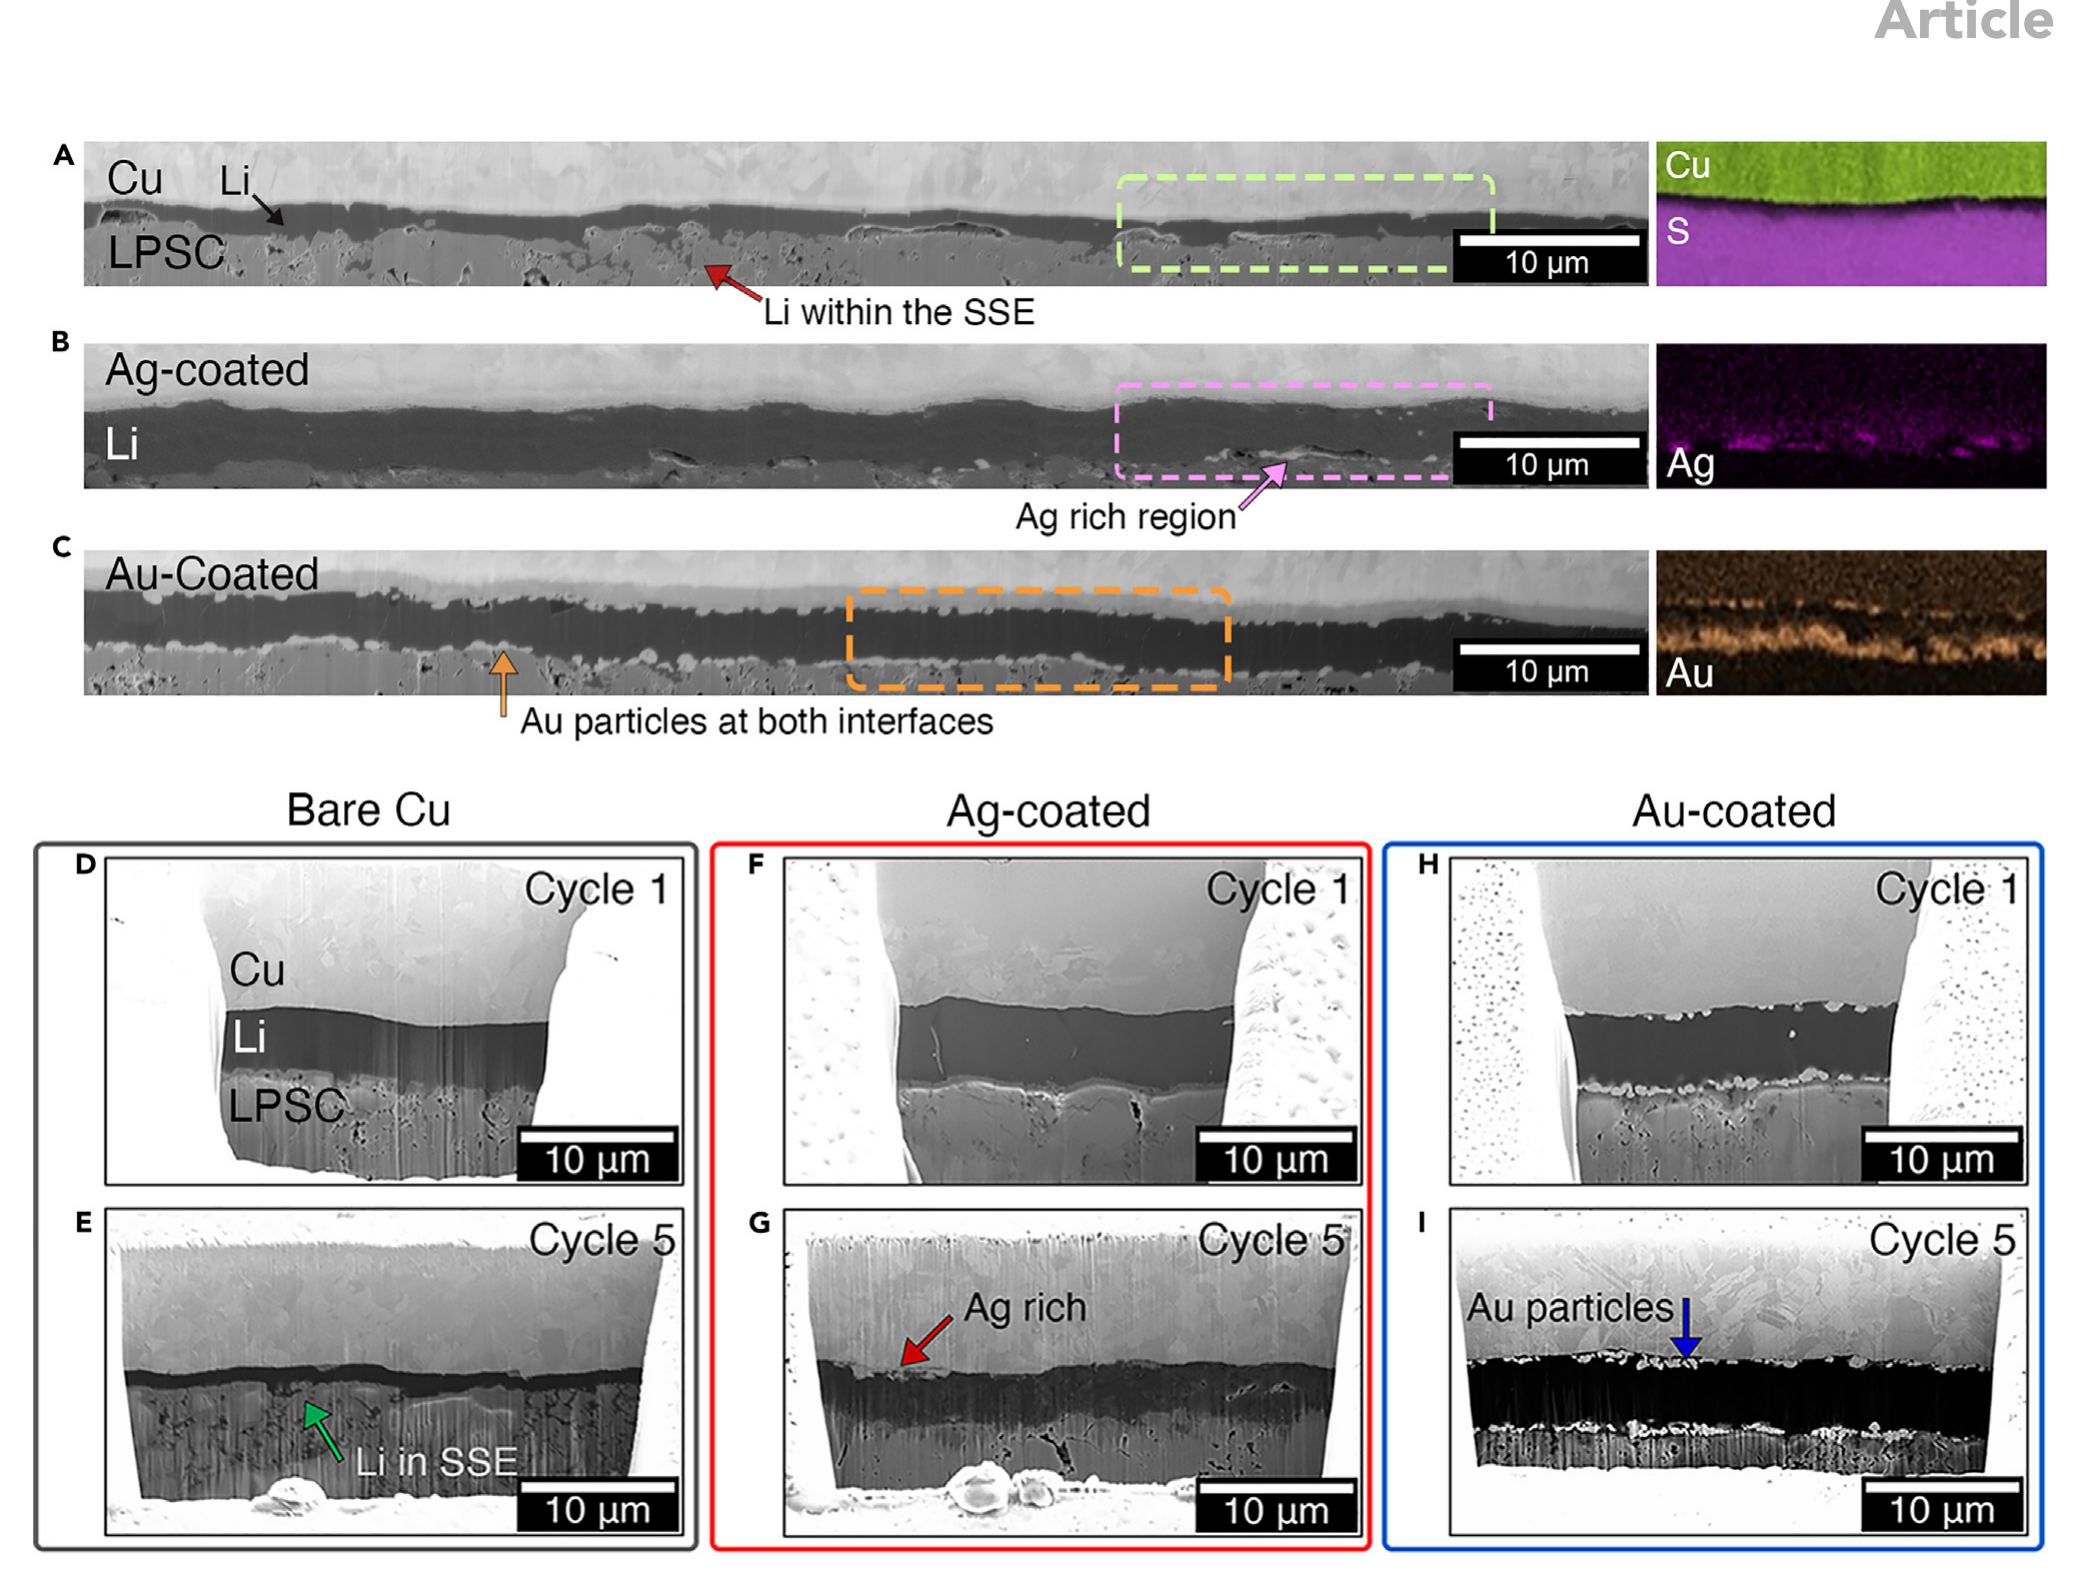 Article
A
Cu
Li
LPSC
10 µm
Cu
S
Li within the SSE
B
Ag-coated
Li
10 µm
Ag
Ag rich region
C
Au-Coated
10 µm
Au
Au particles at both interfaces
Bare Cu
Ag-coated
Au-coated
D
Cycle 1
Cu
Li
LPSC
10 µm
F
Cycle 1
10 µm
H
Cycle 1
10 µm
E
Cycle 5
Li in SSE
10 µm
G
Cycle 5
Ag rich
10 µm
I
Cycle 5
Au particles
10 µm